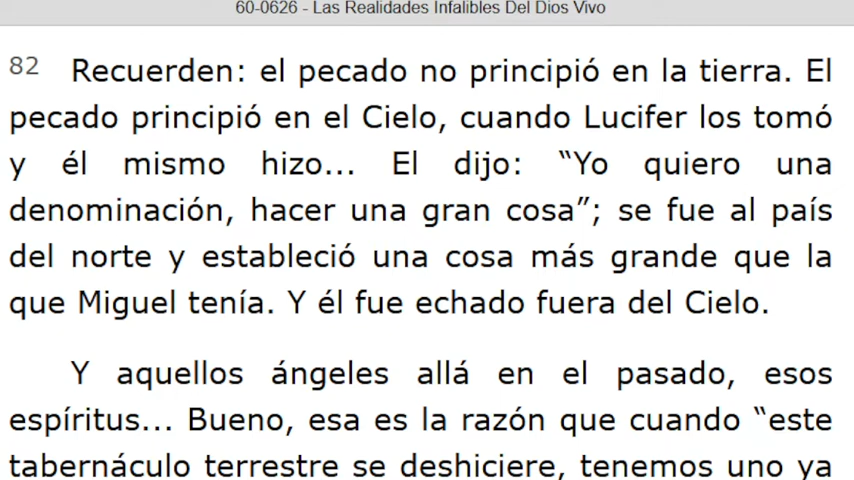 60-0626 - Las Realidades Infalibles Del Dios Vivo
82 Recuerden: el pecado no principió en la tierra. El
pecado principió en el Cielo, cuando Lucifer los tomó
y él mismo hizo... El dijo: “Yo quiero una
denominación, hacer una gran cosa”; se fue al país
del norte y estableció una cosa más grande que la
que Miguel tenía. Y él fue echado fuera del Cielo.
Y aquellos ángeles allá en el pasado, esos
espíritus... Bueno, esa es la razón que cuando “este
tabernáculo terrestre se deshiciere, tenemos uno ya